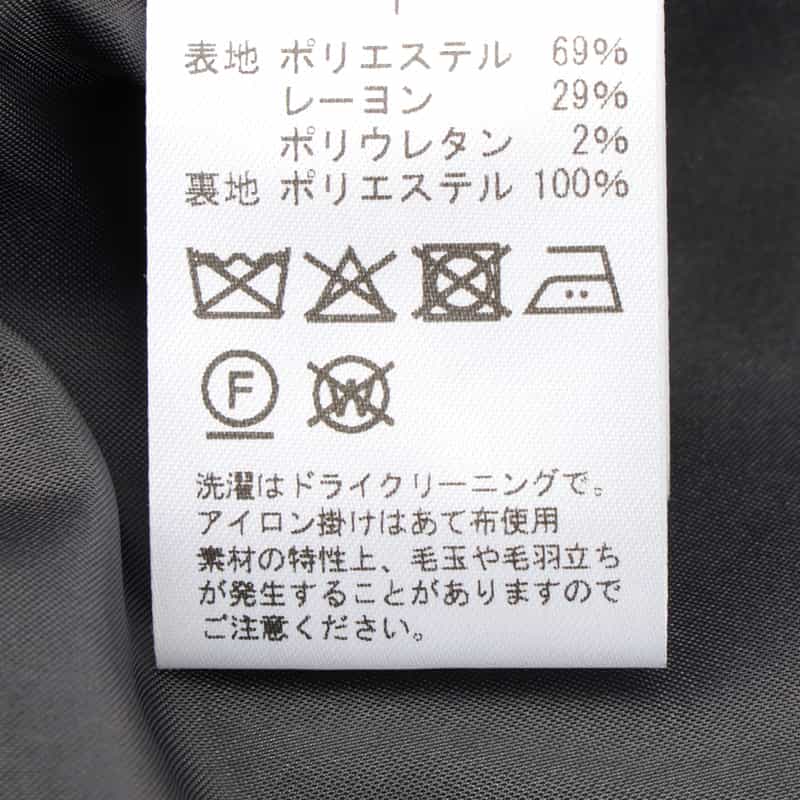 表地 ポリエステル 69%
レーヨン 29%
ポリウレタン 2%
裏地 ポリエステル 100%
F W
洗濯はドライクリーニングで。
アイロン掛けはあて布使用
素材の特性上、毛玉や毛羽立ち
が発生することがありますので
ご注意ください。